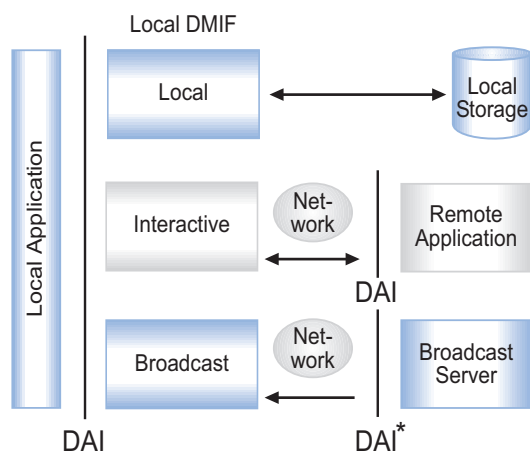 Local DMIF
Local Application
Local
Local
Storage
Interactive
Net-
work
Remote
Application
DAI
Broadcast
Net-
work
Broadcast
Server
DAI
DAI*